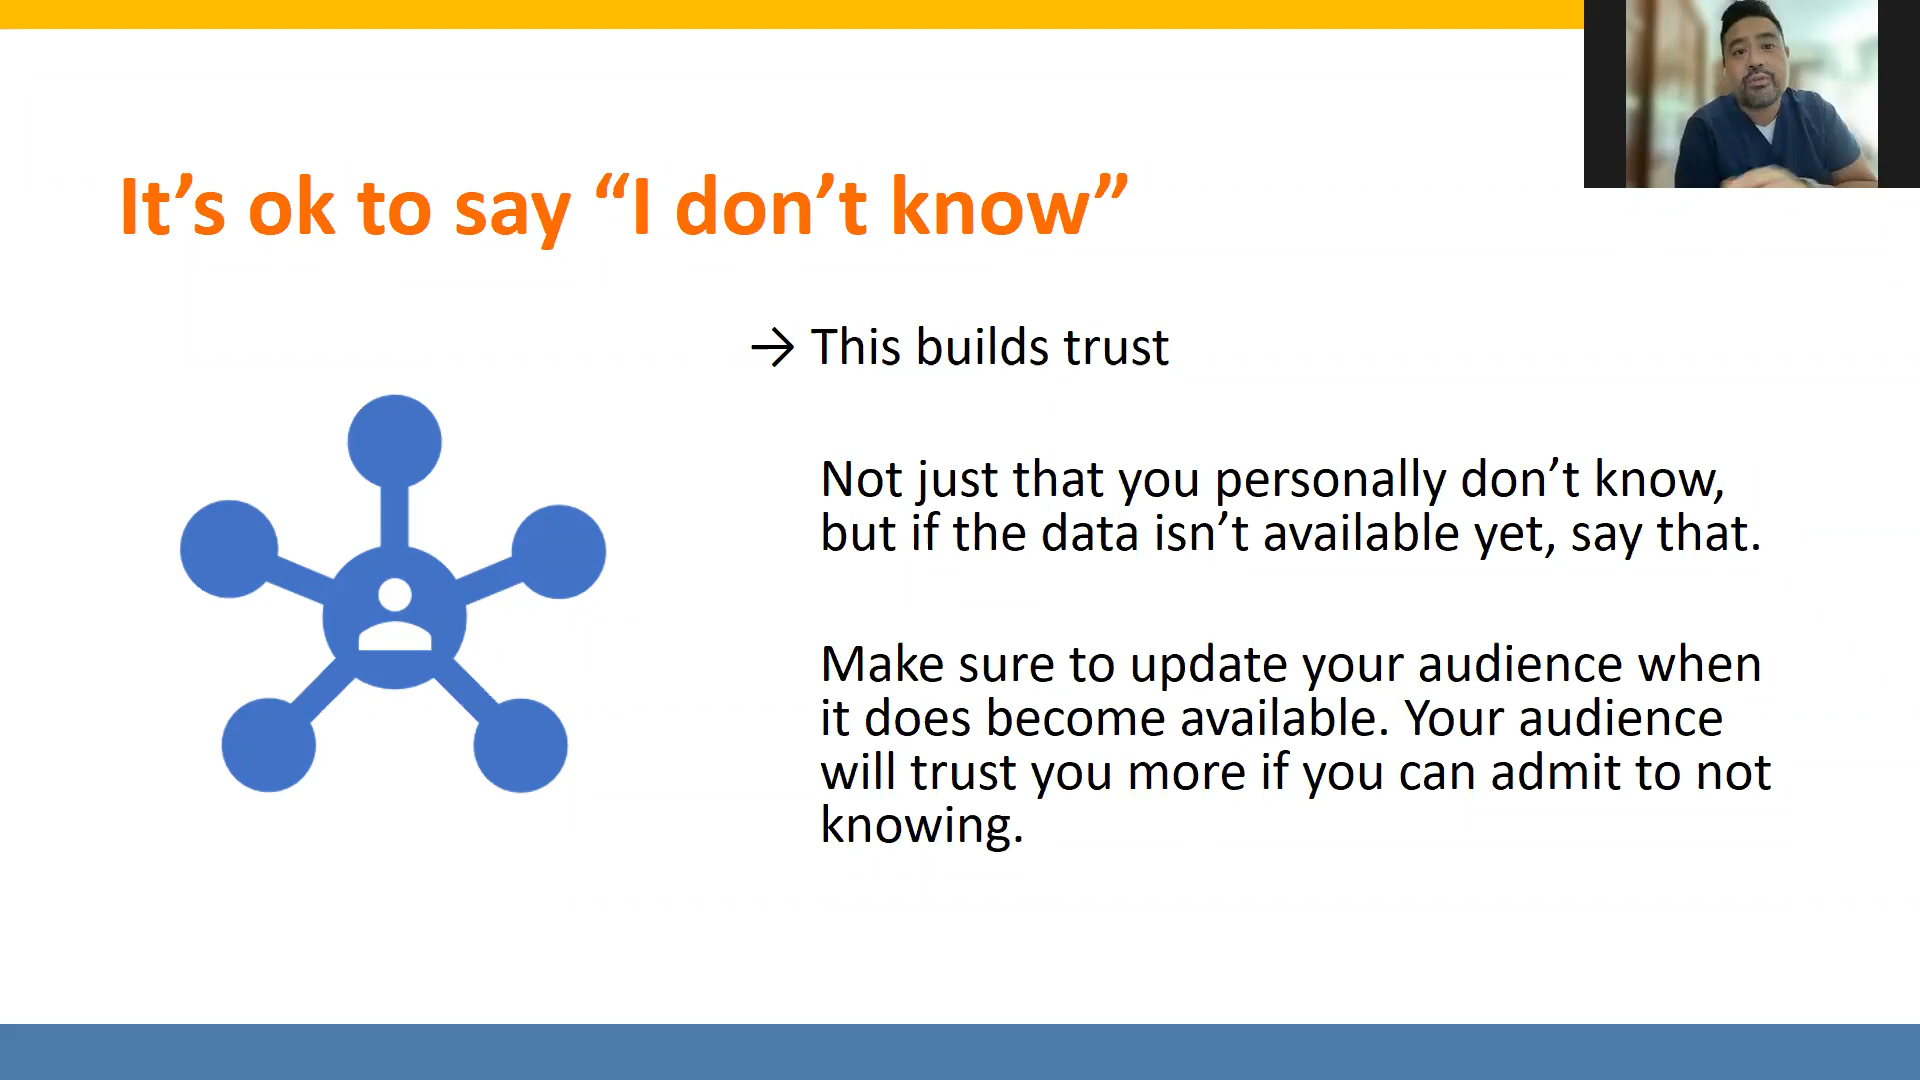 It’s ok to say “I don’t know”
→ This builds trust
Not just that you personally don’t know,
but if the data isn’t available yet, say that.
Make sure to update your audience when
it does become available. Your audience
will trust you more if you can admit to not
knowing.